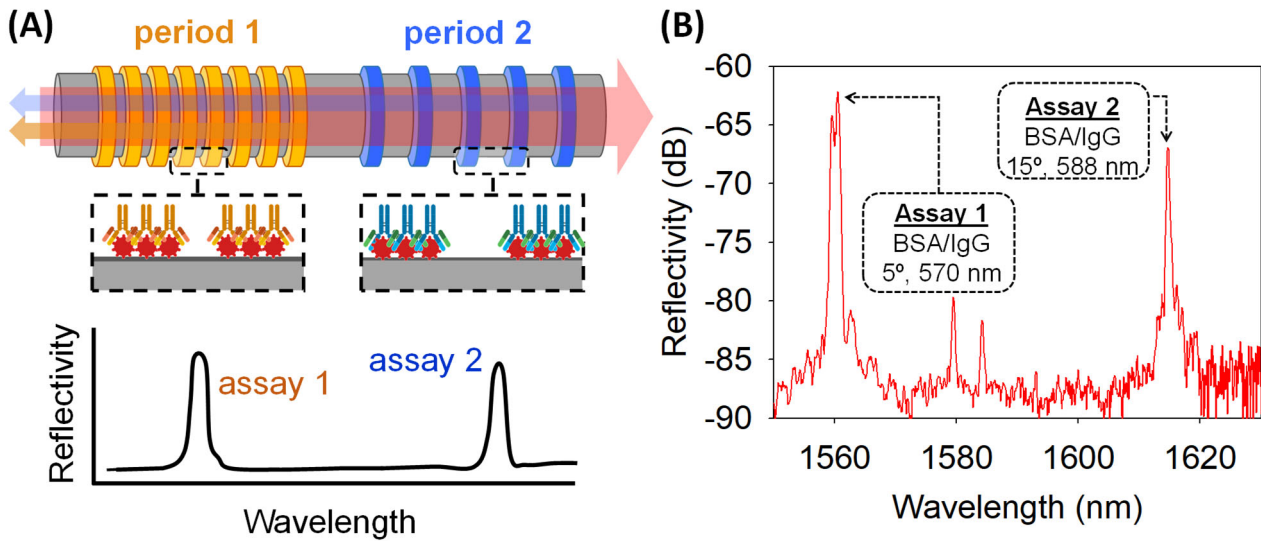 (A)
period 1
period 2
assay 1
assay 2
Reflectivity
Wavelength
(B)
-60
-65
-70
-75
-80
-85
-90
Reflectivity (dB)
Assay 1
BSA/IgG
5º, 570 nm
Assay 2
BSA/IgG
15º, 588 nm
1560
1580
1600
1620
Wavelength (nm)